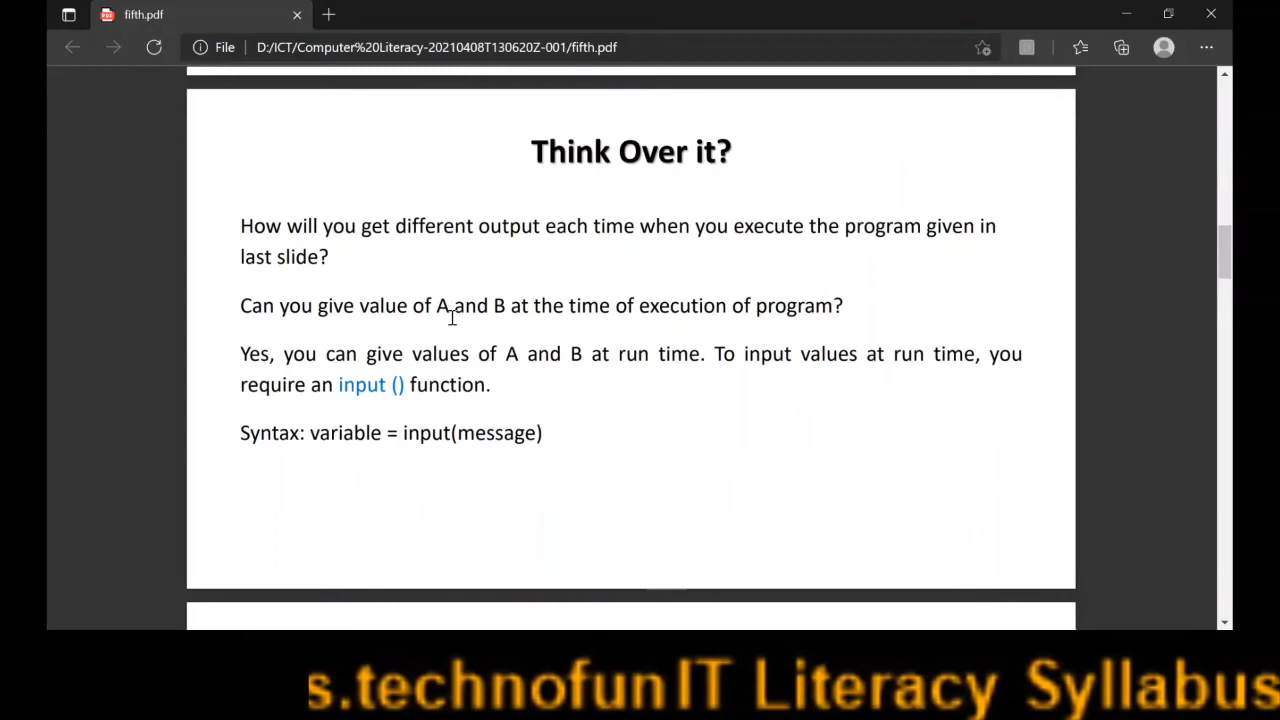 fifth.pdf
File D:/ICT/Computer%20Literacy-20210408T130620Z-001/fifth.pdf
Think Over it?
How will you get different output each time when you execute the program given in
last slide?
Can you give value of A and B at the time of execution of program?
Yes, you can give values of A and B at run time. To input values at run time, you
require an input () function.
Syntax: variable = input(message)
s.technofunIT Literacy Syllabus